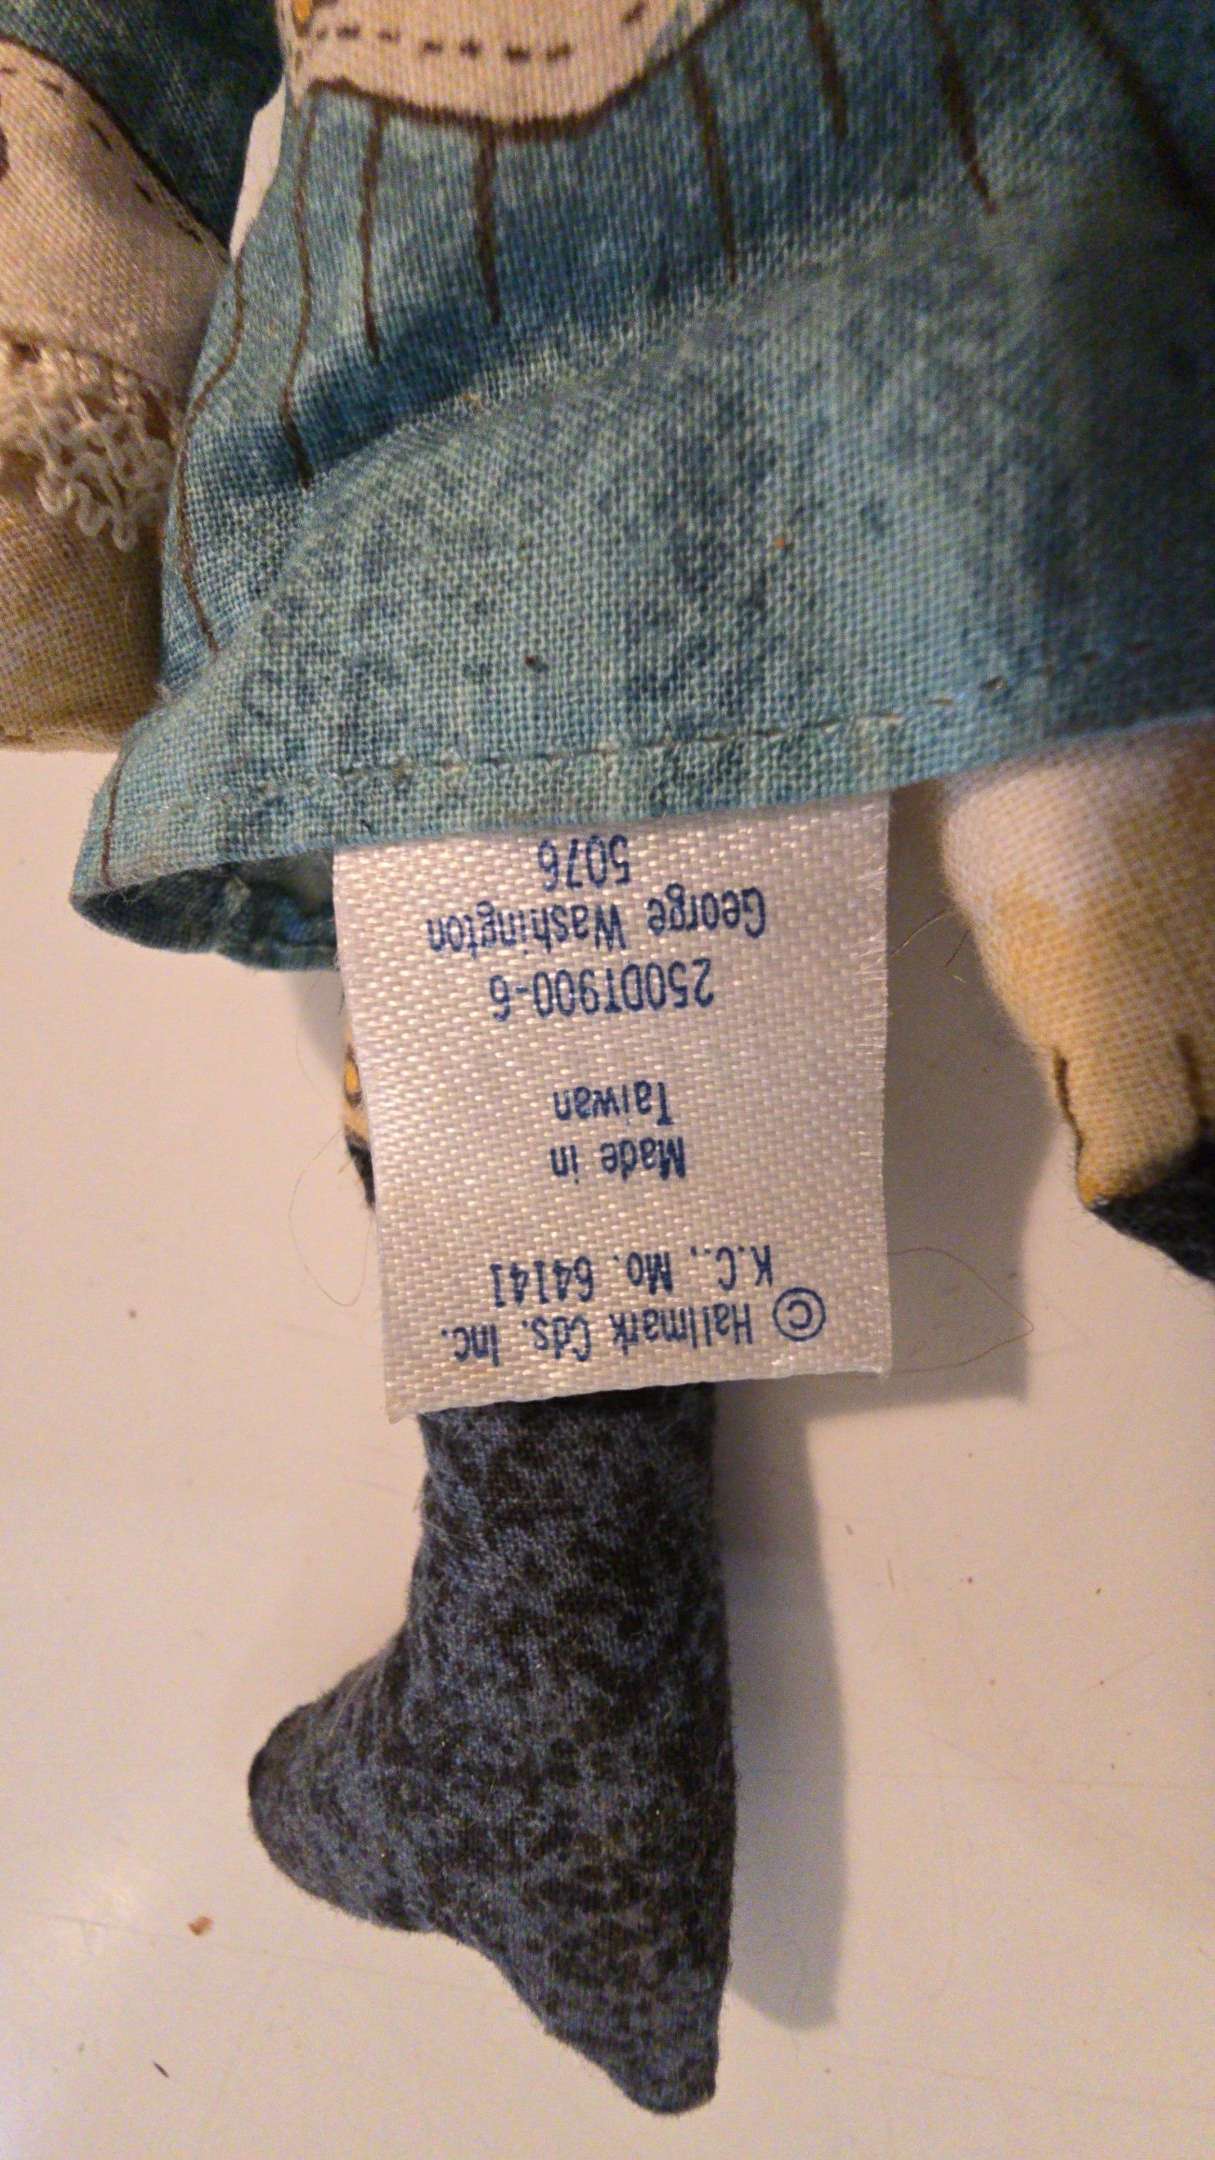 © Hallmark Cds. Inc.
K.C., Mo. 64141
Made in
Taiwan
250DT900-6
George Washington
5076